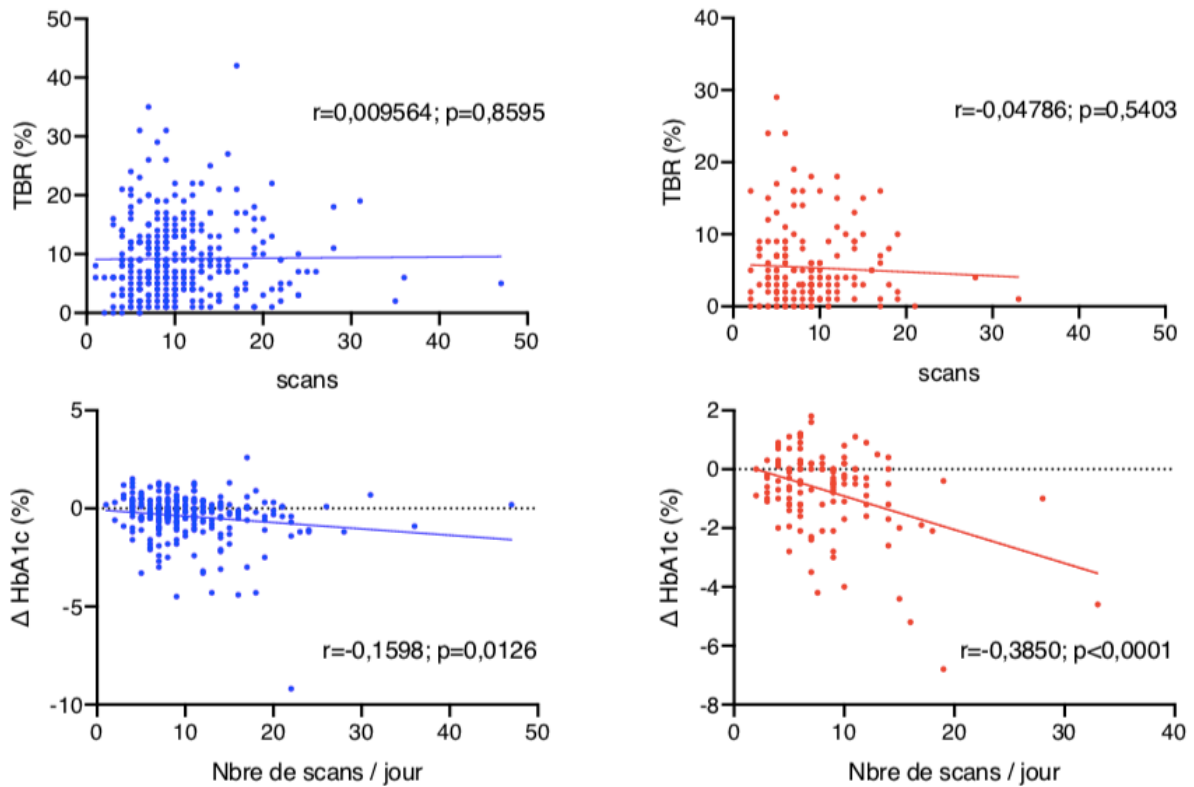 50
40
30
20
10
0
TBR (%)
r=0,009564; p=0,8595
0 10 20 30 40 50
scans
40
30
20
10
0
TBR (%)
r=-0,04786; p=0,5403
0 10 20 30 40 50
scans
5
0
-5
-10
Δ HbA1c (%)
r=-0,1598; p=0,0126
0 10 20 30 40 50
Nbre de scans / jour
2
0
-2
-4
-6
-8
Δ HbA1c (%)
r=-0,3850; p<0,0001
0 10 20 30 40
Nbre de scans / jour